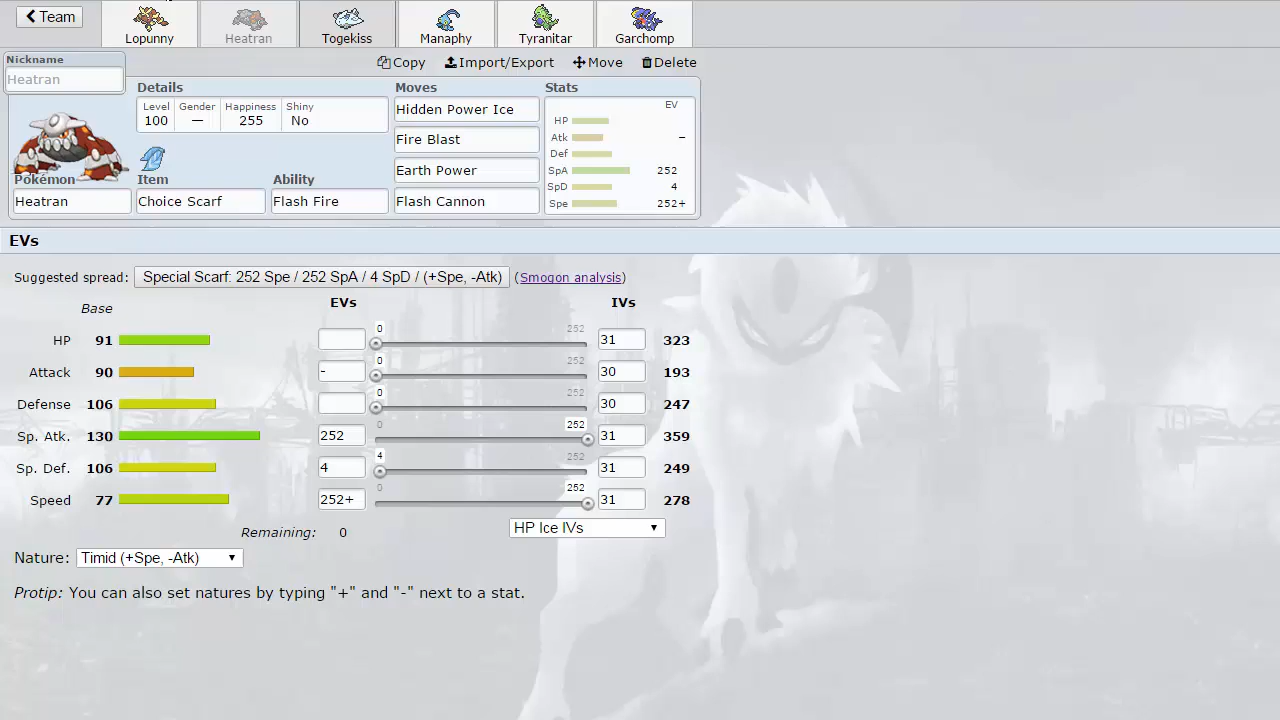 Team
Lopunny
Heatran
Togekiss
Manaphy
Tyranitar
Garchomp
Copy Import/Export Move Delete
Nickname
Heatran
Details
Level Gender Happiness Shiny
100 — 255 No
Pokémon
Heatran
Item
Choice Scarf
Ability
Flash Fire
Moves
Hidden Power Ice
Fire Blast
Earth Power
Flash Cannon
Stats
EV
HP
Atk –
Def
SpA 252
SpD 4
Spe 252+
EVs
Suggested spread: Special Scarf: 252 Spe / 252 SpA / 4 SpD / (+Spe, -Atk) (Smogon analysis)
Base EVs IVs
HP 91 0 252 31 323
Attack 90 - 0 252 30 193
Defense 106 0 252 30 247
Sp. Atk. 130 252 0 252 31 359
Sp. Def. 106 4 4 252 31 249
Speed 77 252+ 0 252 31 278
Remaining: 0 HP Ice IVs
Nature: Timid (+Spe, -Atk)
Protip: You can also set natures by typing "+" and "-" next to a stat.